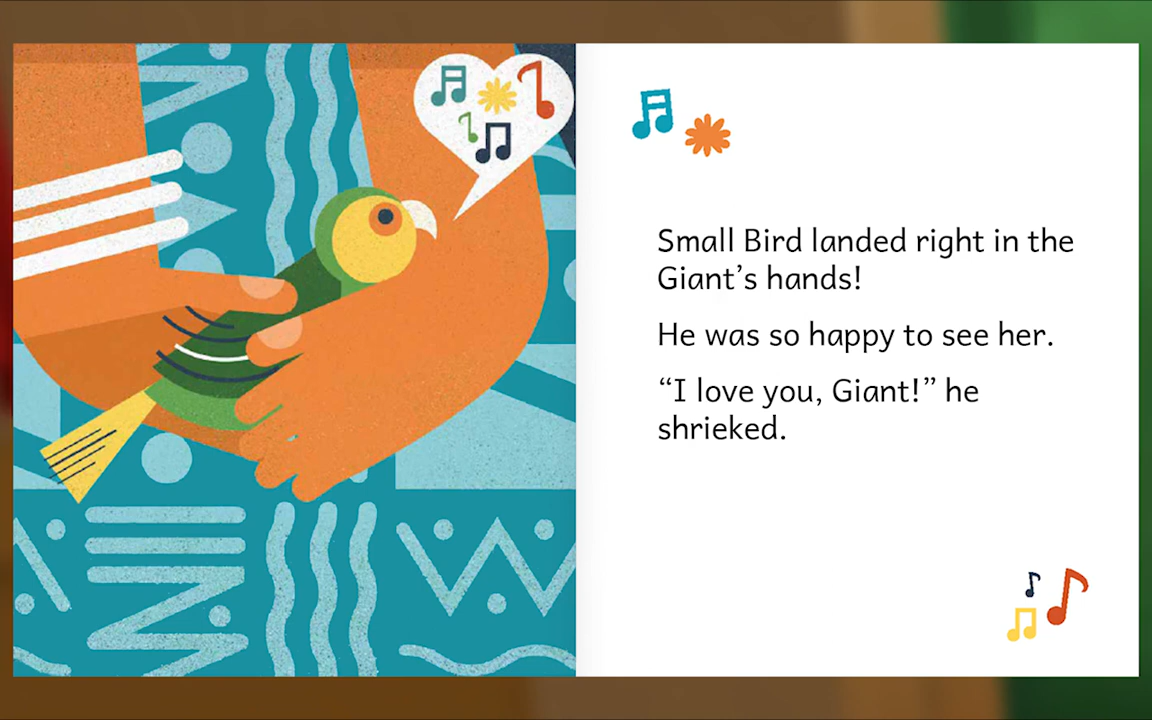 Small Bird landed right in the
Giant’s hands!
He was so happy to see her.
“I love you, Giant!” he
shrieked.